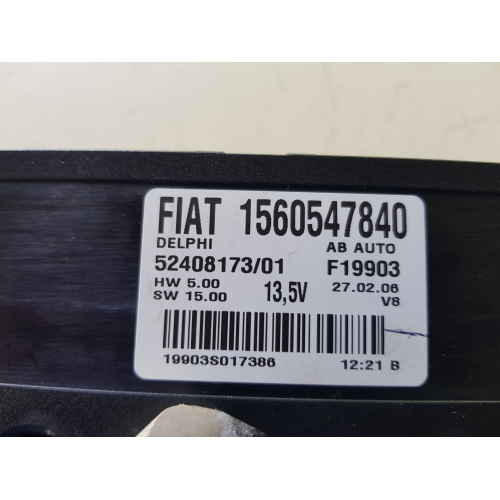 FIAT 1560547840
DELPHI AB AUTO
52408173/01 F19903
HW 5.00 13,5V 27.02.06
SW 15.00 V8
19903S017386 12:21 B